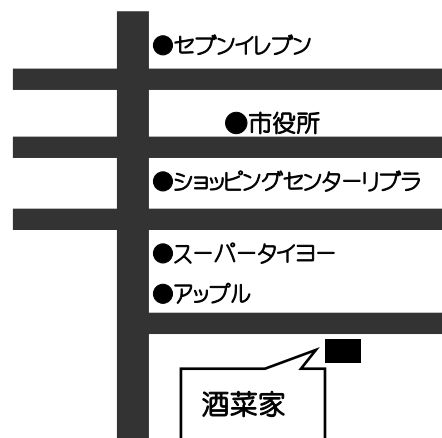 ●セブンイレブン
●市役所
●ショッピングセンターリブラ
●スーパータイヨー
●アップル
酒菜家